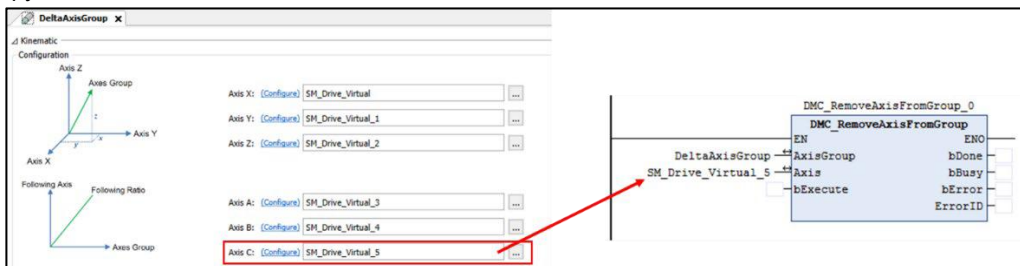 DeltaAxisGroup x
Kinematic
Configuration
Axis Z
Axes Group
z
Axis Y
y
x
Axis X
Axis X: (Configure) SM_Drive_Virtual ...
Axis Y: (Configure) SM_Drive_Virtual_1 ...
Axis Z: (Configure) SM_Drive_Virtual_2 ...
Following Axis
Following Ratio
Axes Group
Axis A: (Configure) SM_Drive_Virtual_3 ...
Axis B: (Configure) SM_Drive_Virtual_4 ...
Axis C: (Configure) SM_Drive_Virtual_5 ...
DMC_RemoveAxisFromGroup_0
DMC_RemoveAxisFromGroup
EN ENO
DeltaAxisGroup AxisGroup bDone
SM_Drive_Virtual_5 Axis bBusy
bExecute bError
ErrorID